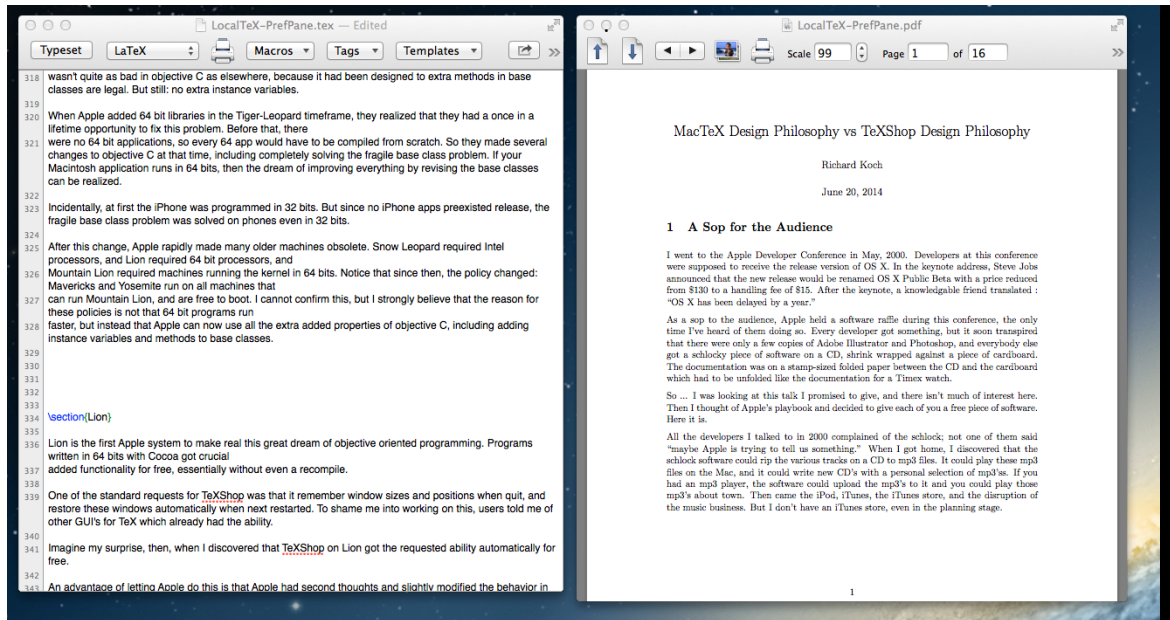 LocalTeX-PrefPane.tex — Edited
Typeset LaTeX Macros Tags Templates »
318 wasn't quite as bad in objective C as elsewhere, because it had been designed to extra methods in base
classes are legal. But still: no extra instance variables.
319
320 When Apple added 64 bit libraries in the Tiger-Leopard timeframe, they realized that they had a once in a
lifetime opportunity to fix this problem. Before that, there
321 were no 64 bit applications, so every 64 app would have to be compiled from scratch. So they made several
changes to objective C at that time, including completely solving the fragile base class problem. If your
Macintosh application runs in 64 bits, then the dream of improving everything by revising the base classes
can be realized.
322
323 Incidentally, at first the iPhone was programmed in 32 bits. But since no iPhone apps preexisted release, the
fragile base class problem was solved on phones even in 32 bits.
324
325 After this change, Apple rapidly made many older machines obsolete. Snow Leopard required Intel
processors, and Lion required 64 bit processors, and
326 Mountain Lion required machines running the kernel in 64 bits. Notice that since then, the policy changed:
Mavericks and Yosemite run on all machines that
327 can run Mountain Lion, and are free to boot. I cannot confirm this, but I strongly believe that the reason for
these policies is not that 64 bit programs run
328 faster, but instead that Apple can now use all the extra added properties of objective C, including adding
instance variables and methods to base classes.
329
330
331
332
333
334 \section{Lion}
335
336 Lion is the first Apple system to make real this great dream of objective oriented programming. Programs
written in 64 bits with Cocoa got crucial
337 added functionality for free, essentially without even a recompile.
338
339 One of the standard requests for TeXShop was that it remember window sizes and positions when quit, and
restore these windows automatically when next restarted. To shame me into working on this, users told me of
other GUI's for TeX which already had the ability.
340
341 Imagine my surprise, then, when I discovered that TeXShop on Lion got the requested ability automatically for
free.
342
343 An advantage of letting Apple do this is that Apple had second thoughts and slightly modified the behavior in
LocalTeX-PrefPane.pdf
Scale 99 Page 1 of 16 »
MacTeX Design Philosophy vs TeXShop Design Philosophy
Richard Koch
June 20, 2014
1 A Sop for the Audience
I went to the Apple Developer Conference in May, 2000. Developers at this conference
were supposed to receive the release version of OS X. In the keynote address, Steve Jobs
announced that the new release would be renamed OS X Public Beta with a price reduced
from $130 to a handling fee of $15. After the keynote, a knowledgable friend translated :
“OS X has been delayed by a year.”
As a sop to the audience, Apple held a software raffle during this conference, the only
time I've heard of them doing so. Every developer got something, but it soon transpired
that there were only a few copies of Adobe Illustrator and Photoshop, and everybody else
got a schlocky piece of software on a CD, shrink wrapped against a piece of cardboard.
The documentation was on a stamp-sized folded paper between the CD and the cardboard
which had to be unfolded like the documentation for a Timex watch.
So ... I was looking at this talk I promised to give, and there isn't much of interest here.
Then I thought of Apple's playbook and decided to give each of you a free piece of software.
Here it is.
All the developers I talked to in 2000 complained of the schlock; not one of them said
“maybe Apple is trying to tell us something.” When I got home, I discovered that the
schlock software could rip the various tracks on a CD to mp3 files. It could play these mp3
files on the Mac, and it could write new CD's with a personal selection of mp3'ss. If you
had an mp3 player, the software could upload the mp3's to it and you could play those
mp3's about town. Then came the iPod, iTunes, the iTunes store, and the disruption of
the music business. But I don't have an iTunes store, even in the planning stage.
1